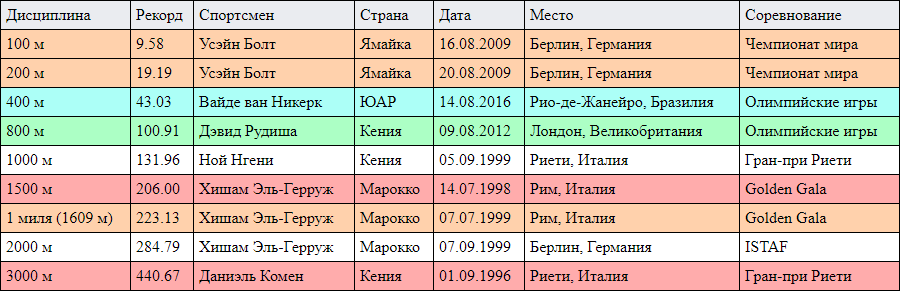 Дисциплина Рекорд Спортсмен Страна Дата Место Соревнование
100 м 9.58 Усэйн Болт Ямайка 16.08.2009 Берлин, Германия Чемпионат мира
200 м 19.19 Усэйн Болт Ямайка 20.08.2009 Берлин, Германия Чемпионат мира
400 м 43.03 Вайде ван Никерк ЮАР 14.08.2016 Рио-де-Жанейро, Бразилия Олимпийские игры
800 м 100.91 Дэвид Рудиша Кения 09.08.2012 Лондон, Великобритания Олимпийские игры
1000 м 131.96 Ной Нгени Кения 05.09.1999 Риети, Италия Гран-при Риети
1500 м 206.00 Хишам Эль-Герруж Марокко 14.07.1998 Рим, Италия Golden Gala
1 миля (1609 м) 223.13 Хишам Эль-Герруж Марокко 07.07.1999 Рим, Италия Golden Gala
2000 м 284.79 Хишам Эль-Герруж Марокко 07.09.1999 Берлин, Германия ISTAF
3000 м 440.67 Даниэль Комен Кения 01.09.1996 Риети, Италия Гран-при Риети